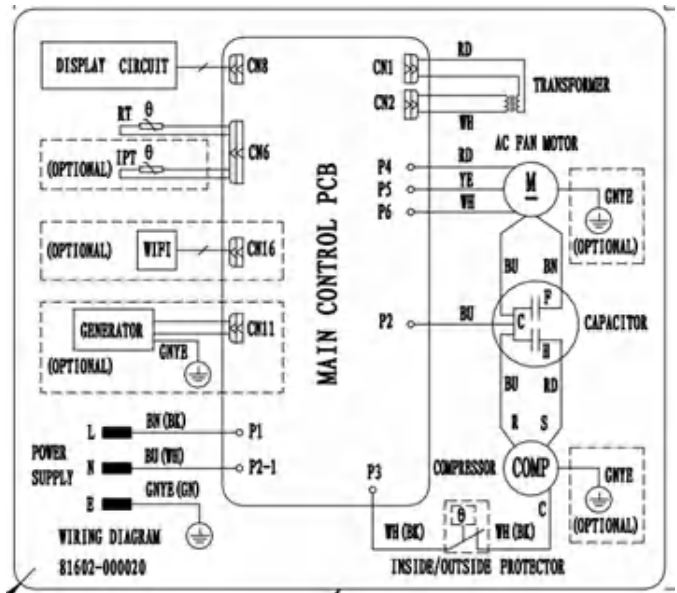 DISPLAY CIRCUIT
CN8
RT θ
(OPTIONAL)
IPT θ
CN6
(OPTIONAL)
WIFI
CN16
GENERATOR
CN11
GNYE
(OPTIONAL)
MAIN CONTROL PCB
POWER SUPPLY
L
BN(BK)
P1
N
BU(WH)
P2-1
E
GNYE(GN)
WIRING DIAGRAM
81602-000020
CN1
RD
CN2
WH
TRANSFORMER
AC FAN MOTOR
P4
RD
P5
YE
P6
WH
M
GNYE
(OPTIONAL)
BU
BN
P2
BU
C
F
H
CAPACITOR
BU
RD
R
S
COMPRESSOR
COMP
GNYE
(OPTIONAL)
C
P3
WH(BK)
θ
WH(BK)
INSIDE/OUTSIDE PROTECTOR